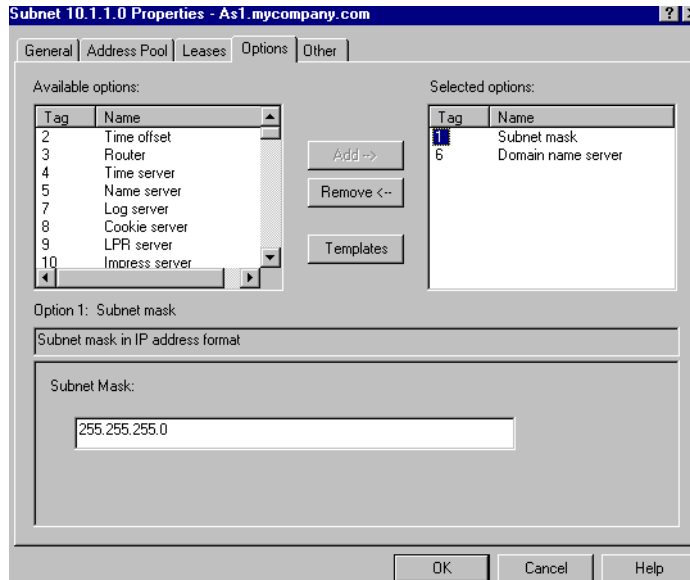 Subnet 10.1.1.0 Properties - As1.mycompany.com
General Address Pool Leases Options Other
Available options:
Tag Name
2 Time offset
3 Router
4 Time server
5 Name server
7 Log server
8 Cookie server
9 LPR server
10 Impress server
Add -->
Remove <--
Templates
Selected options:
Tag Name
1 Subnet mask
6 Domain name server
Option 1: Subnet mask
Subnet mask in IP address format
Subnet Mask:
255.255.255.0
OK Cancel Help